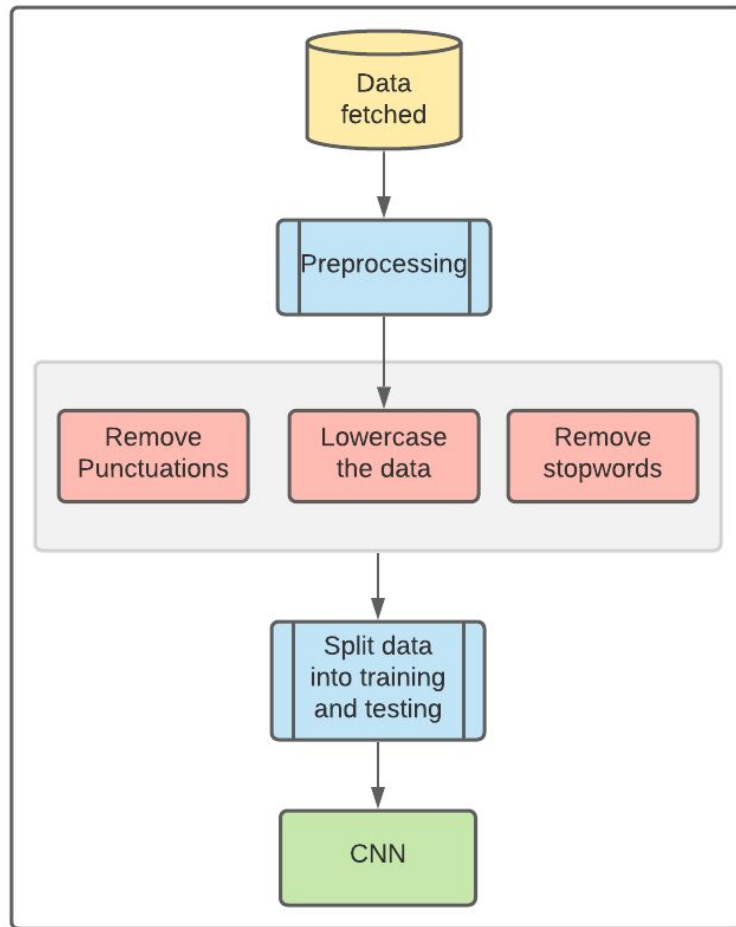 Data
fetched
Preprocessing
Remove
Punctuations
Lowercase
the data
Remove
stopwords
Split data
into training
and testing
CNN